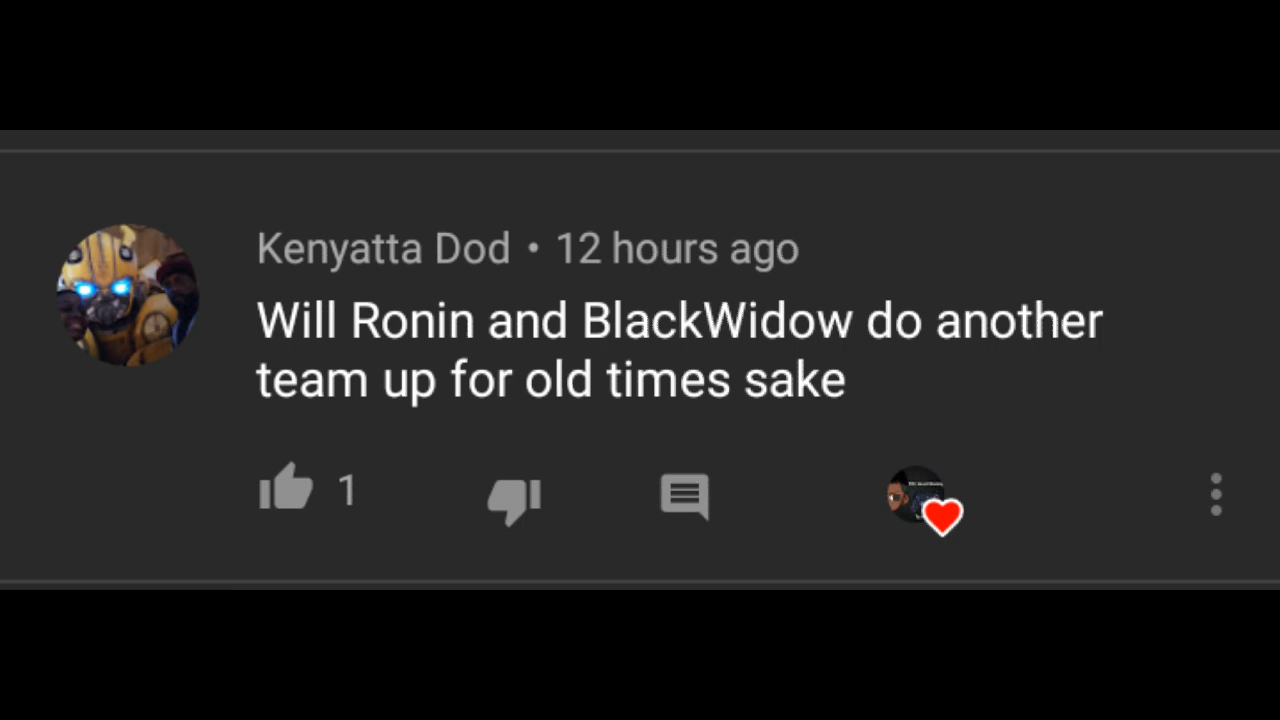 Kenyatta Dod • 12 hours ago
Will Ronin and BlackWidow do another
team up for old times sake
1